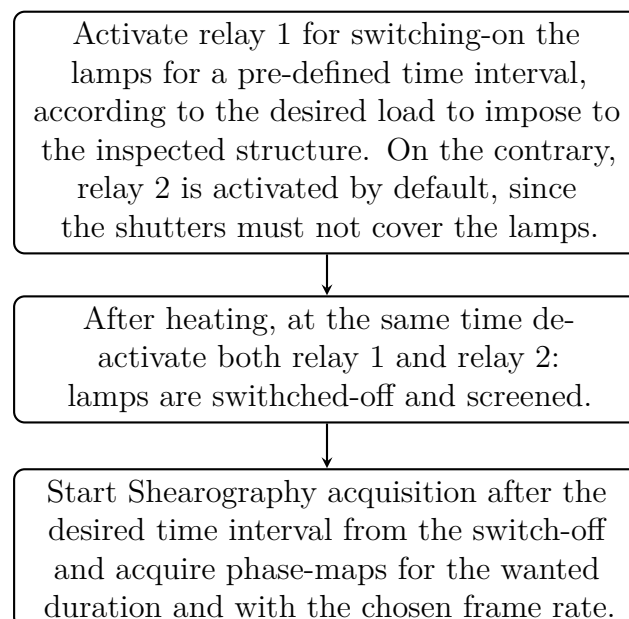 Activate relay 1 for switching-on the
lamps for a pre-defined time interval,
according to the desired load to impose to
the inspected structure. On the contrary,
relay 2 is activated by default, since
the shutters must not cover the lamps.
After heating, at the same time de-
activate both relay 1 and relay 2:
lamps are swithched-off and screened.
Start Shearography acquisition after the
desired time interval from the switch-off
and acquire phase-maps for the wanted
duration and with the chosen frame rate.